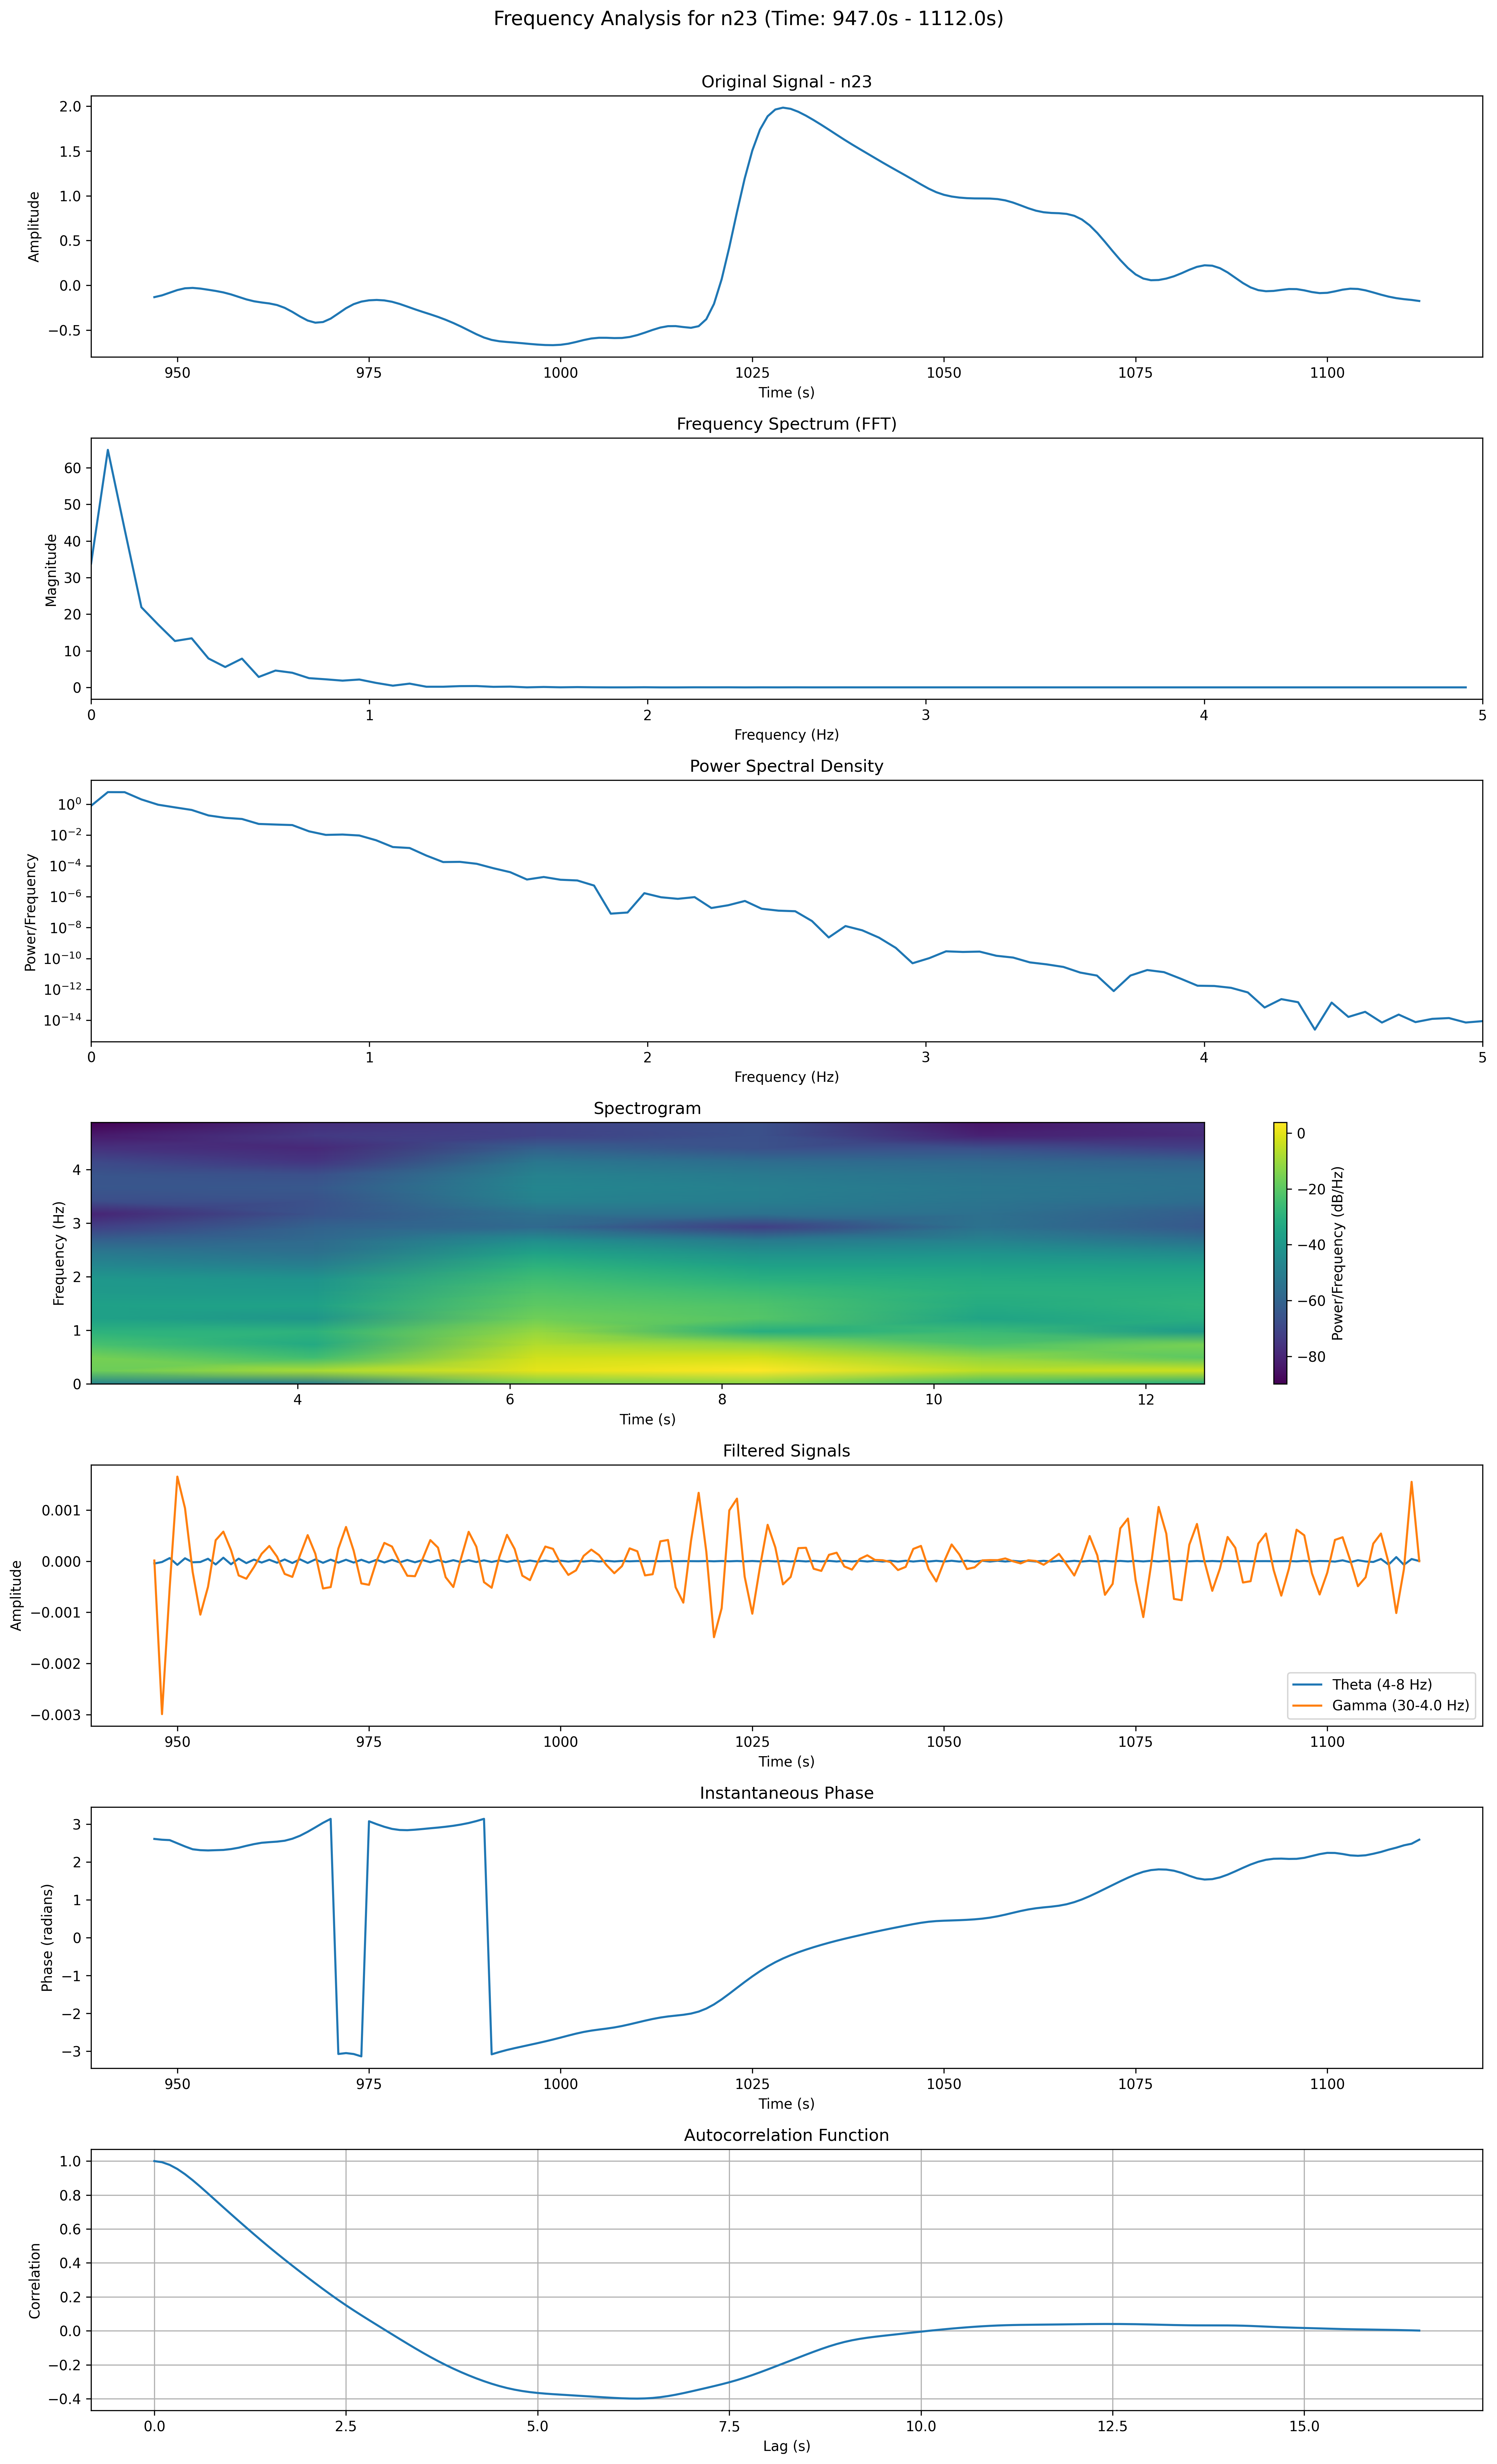 Frequency Analysis for n23 (Time: 947.0s - 1112.0s)
Original Signal - n23
Amplitude
2.0
1.5
1.0
0.5
0.0
−0.5
950 975 1000 1025 1050 1075 1100
Time (s)
Frequency Spectrum (FFT)
Magnitude
60
50
40
30
20
10
0
0 1 2 3 4 5
Frequency (Hz)
Power Spectral Density
Power/Frequency
10⁰
10⁻²
10⁻⁴
10⁻⁶
10⁻⁸
10⁻¹⁰
10⁻¹²
10⁻¹⁴
0 1 2 3 4 5
Frequency (Hz)
Spectrogram
Frequency (Hz)
4
3
2
1
0
4 6 8 10 12
Time (s)
0
−20
−40
−60
−80
Power/Frequency (dB/Hz)
Filtered Signals
Amplitude
0.001
0.000
−0.001
−0.002
−0.003
Theta (4-8 Hz)
Gamma (30-4.0 Hz)
950 975 1000 1025 1050 1075 1100
Time (s)
Instantaneous Phase
Phase (radians)
3
2
1
0
−1
−2
−3
950 975 1000 1025 1050 1075 1100
Time (s)
Autocorrelation Function
Correlation
1.0
0.8
0.6
0.4
0.2
0.0
−0.2
−0.4
0.0 2.5 5.0 7.5 10.0 12.5 15.0
Lag (s)